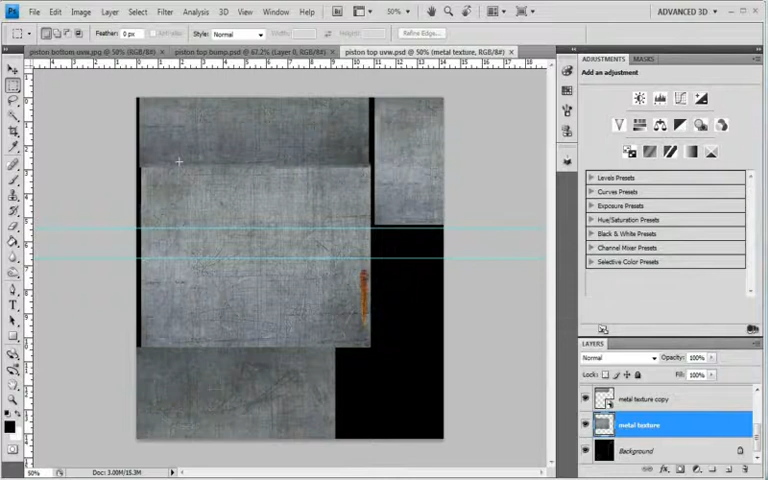 Ps File Edit Image Layer Select Filter Analysis 3D View Window Help 50% ADVANCED 3D
Feather: 0 px Anti-alias Style: Normal Width: Height: Refine Edge...
piston bottom uvw.jpg @ 50% (RGB/8#) × piston top bump.psd @ 67.2% (Layer 0, RGB/8#) × piston top uvw.psd @ 50% (metal texture, RGB/8#) ×
ADJUSTMENTS MASKS
Add an adjustment
Levels Presets
Curves Presets
Exposure Presets
Hue/Saturation Presets
Black & White Presets
Channel Mixer Presets
Selective Color Presets
LAYERS
Normal Opacity: 100%
Lock: Fill: 100%
metal texture copy
metal texture
Background
50% Doc: 3.00M/15.3M